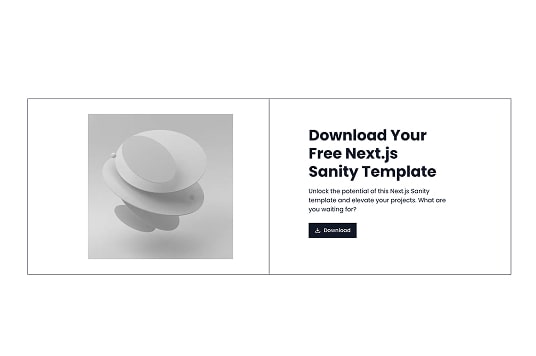 Download Your
Free Next.js
Sanity Template
Unlock the potential of this Next.js Sanity
template and elevate your projects. What are
you waiting for?
Download